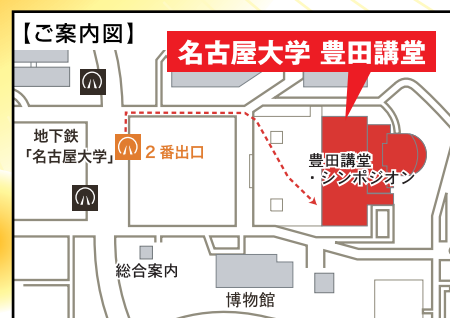 【ご案内図】
名古屋大学 豊田講堂
地下鉄
「名古屋大学」
2番出口
豊田講堂
・シンポジオン
総合案内
博物館